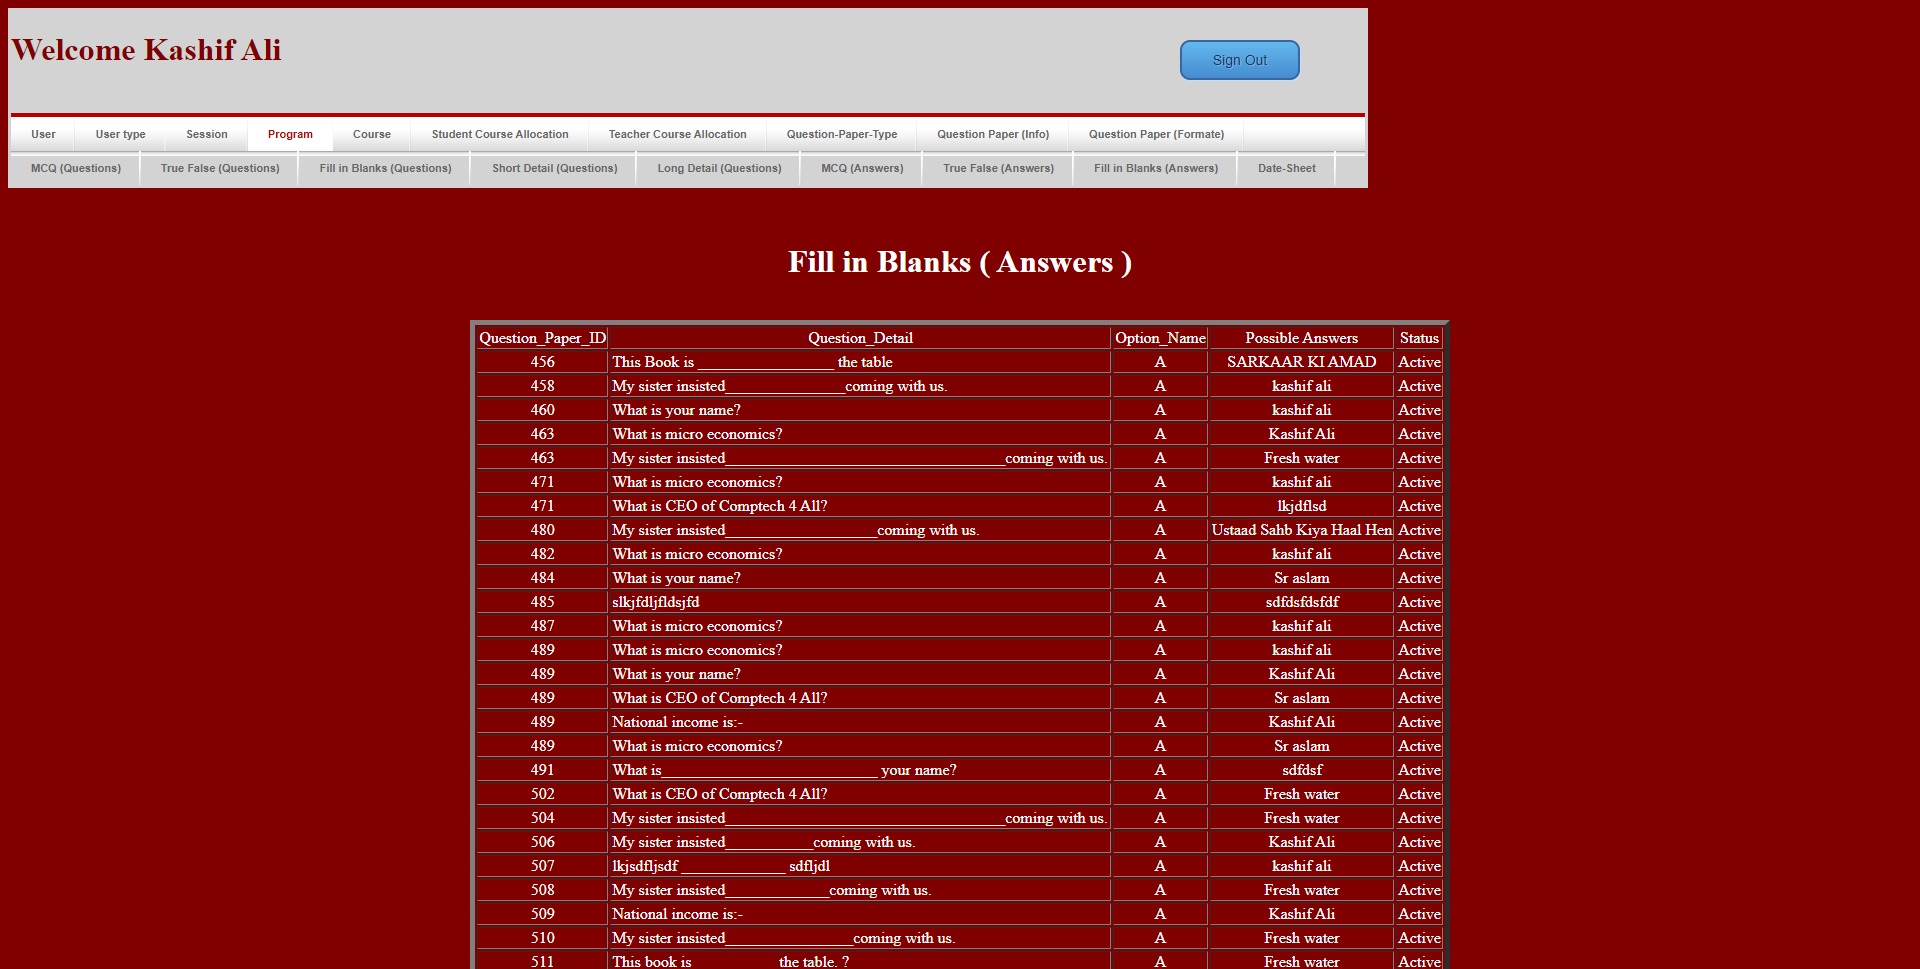 Welcome Kashif Ali
Sign Out
User User type Session Program Course Student Course Allocation Teacher Course Allocation Question-Paper-Type Question Paper (Info) Question Paper (Formate)
MCQ (Questions) True False (Questions) Fill in Blanks (Questions) Short Detail (Questions) Long Detail (Questions) MCQ (Answers) True False (Answers) Fill in Blanks (Answers) Date-Sheet
Fill in Blanks ( Answers )
Question_Paper_ID Question_Detail Option_Name Possible Answers Status
456 This Book is _________________ the table A SARKAAR KI AMAD Active
458 My sister insisted_______________coming with us. A kashif ali Active
460 What is your name? A kashif ali Active
463 What is micro economics? A Kashif Ali Active
463 My sister insisted___________________________________coming with us. A Fresh water Active
471 What is micro economics? A kashif ali Active
471 What is CEO of Comptech 4 All? A lkjdflsd Active
480 My sister insisted___________________coming with us. A Ustaad Sahb Kiya Haal Hen Active
482 What is micro economics? A kashif ali Active
484 What is your name? A Sr aslam Active
485 slkjfdljfldsjfd A sdfdsfdsfdf Active
487 What is micro economics? A kashif ali Active
489 What is micro economics? A kashif ali Active
489 What is your name? A Kashif Ali Active
489 What is CEO of Comptech 4 All? A Sr aslam Active
489 National income is:- A Kashif Ali Active
489 What is micro economics? A Sr aslam Active
491 What is___________________________ your name? A sdfdsf Active
502 What is CEO of Comptech 4 All? A Fresh water Active
504 My sister insisted___________________________________coming with us. A Fresh water Active
506 My sister insisted___________coming with us. A Kashif Ali Active
507 lkjsdfljsdf _____________ sdfljdl A kashif ali Active
508 My sister insisted_____________coming with us. A Fresh water Active
509 National income is:- A Kashif Ali Active
510 My sister insisted________________coming with us. A Fresh water Active
511 This book is __________ the table. ? A Fresh water Active